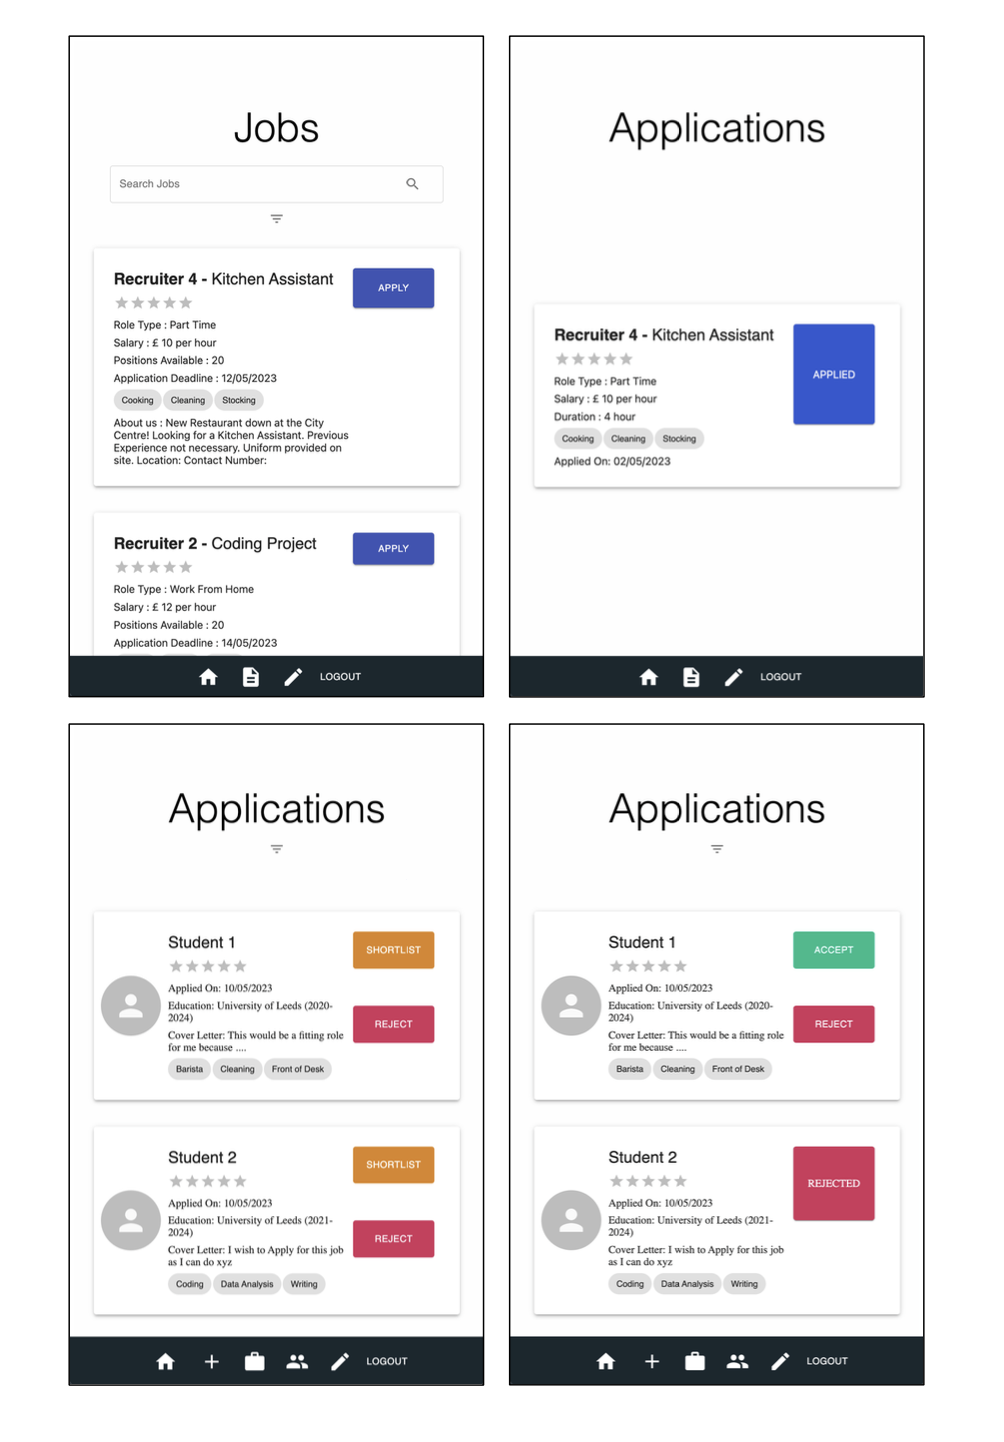 Jobs
Search Jobs
Recruiter 4 - Kitchen Assistant
APPLY
Role Type : Part Time
Salary : £ 10 per hour
Positions Available : 20
Application Deadline : 12/05/2023
Cooking Cleaning Stocking
About us : New Restaurant down at the City
Centre! Looking for a Kitchen Assistant. Previous
Experience not necessary. Uniform provided on
site. Location: Contact Number:
Recruiter 2 - Coding Project
APPLY
Role Type : Work From Home
Salary : £ 12 per hour
Positions Available : 20
Application Deadline : 14/05/2023
LOGOUT
Applications
Recruiter 4 - Kitchen Assistant
APPLIED
Role Type : Part Time
Salary : £ 10 per hour
Duration : 4 hour
Cooking Cleaning Stocking
Applied On: 02/05/2023
LOGOUT
Applications
Student 1
SHORTLIST
Applied On: 10/05/2023
Education: University of Leeds (2020-
2024)
REJECT
Cover Letter: This would be a fitting role
for me because ....
Barista Cleaning Front of Desk
Student 2
SHORTLIST
Applied On: 10/05/2023
Education: University of Leeds (2021-
2024)
REJECT
Cover Letter: I wish to Apply for this job
as I can do xyz
Coding Data Analysis Writing
LOGOUT
Applications
Student 1
ACCEPT
Applied On: 10/05/2023
Education: University of Leeds (2020-
2024)
REJECT
Cover Letter: This would be a fitting role
for me because ....
Barista Cleaning Front of Desk
Student 2
REJECTED
Applied On: 10/05/2023
Education: University of Leeds (2021-
2024)
Cover Letter: I wish to Apply for this job
as I can do xyz
Coding Data Analysis Writing
LOGOUT